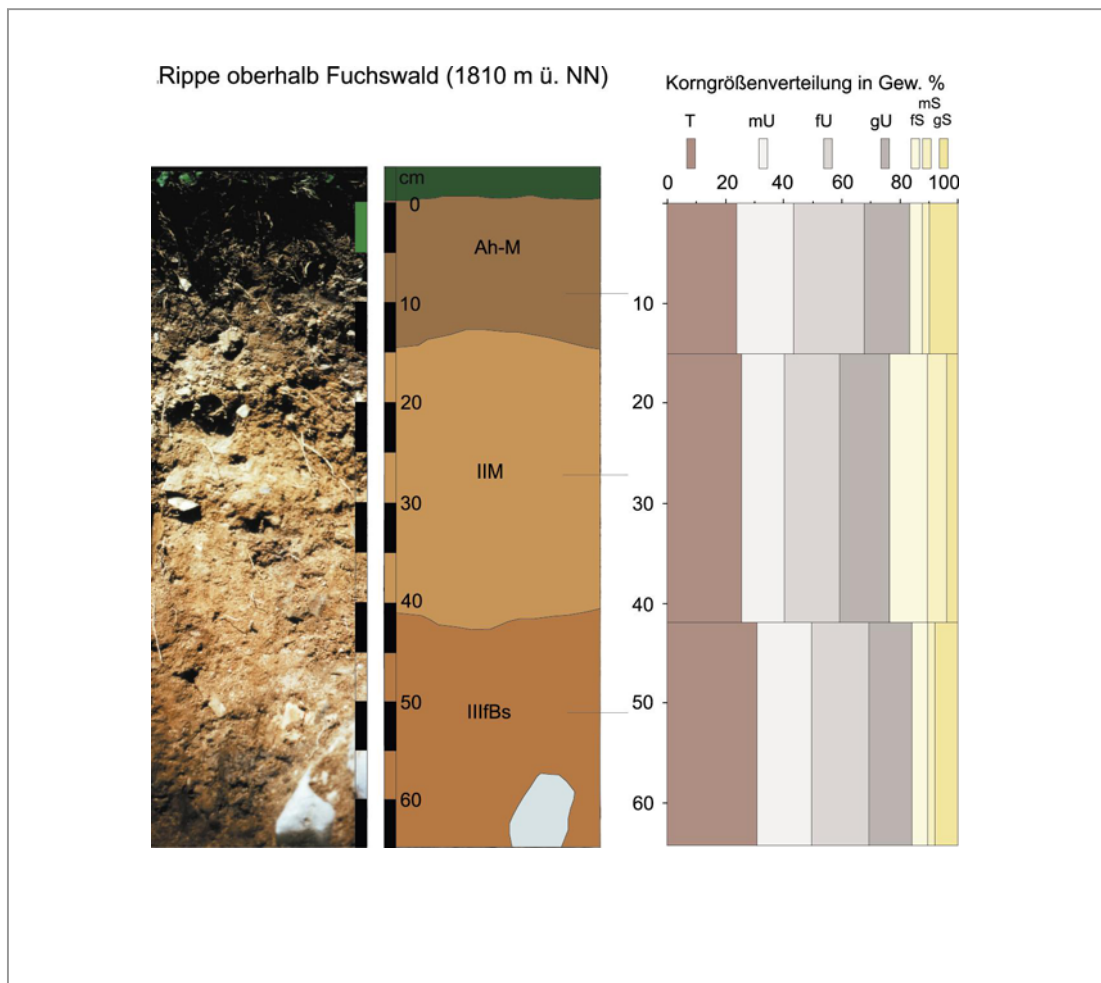 Rippe oberhalb Fuchswald (1810 m ü. NN)
Korngrößenverteilung in Gew. %
mS
T mU fU gU fS gS
0 20 40 60 80 100
cm
0
Ah-M
10
10
20
20
IIM
30
30
40
40
50
50
IIIfBs
60
60